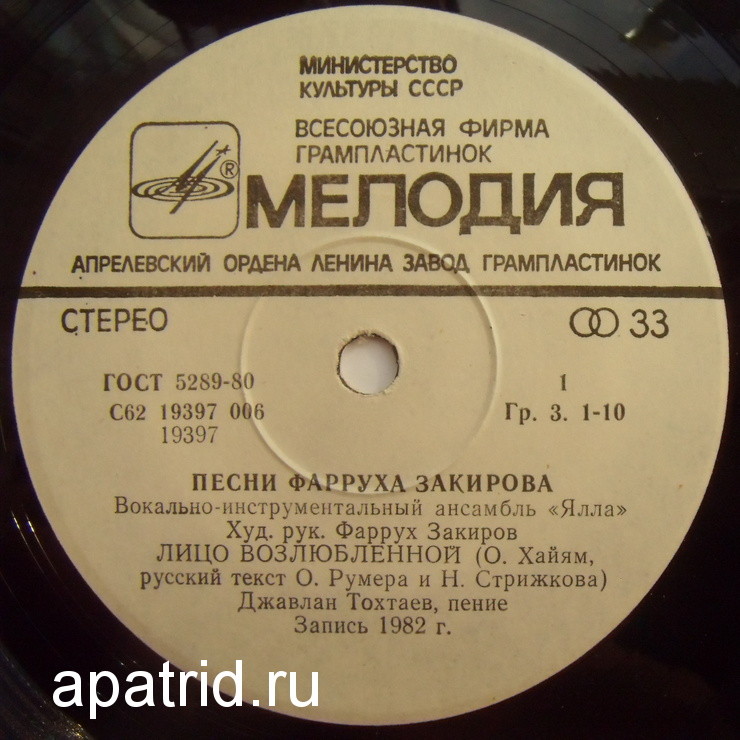 МИНИСТЕРСТВО
КУЛЬТУРЫ СССР
ВСЕСОЮЗНАЯ ФИРМА
ГРАМПЛАСТИНОК
® МЕЛОДИЯ
АПРЕЛЕВСКИЙ ОРДЕНА ЛЕНИНА ЗАВОД ГРАМПЛАСТИНОК
СТЕРЕО 33
ГОСТ 5289-80 1
С62 19397 006 Гр. 3. 1-10
19397
ПЕСНИ ФАРРУХА ЗАКИРОВА
Вокально-инструментальный ансамбль «Ялла»
Худ. рук. Фаррух Закиров
ЛИЦО ВОЗЛЮБЛЕННОЙ (О. Хайям,
русский текст О. Румера и Н. Стрижкова)
Джавлан Тохтаев, пение
Запись 1982 г.
apatrid.ru